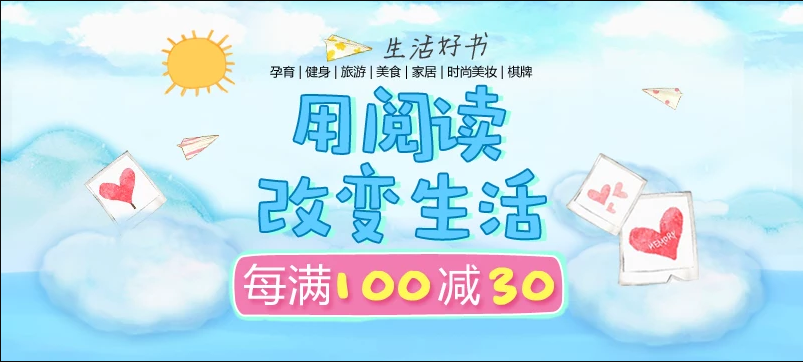 生活好书
孕育 | 健身 | 旅游 | 美食 | 家居 | 时尚美妆 | 棋牌
用阅读
改变生活
每满100减30
MEMORY